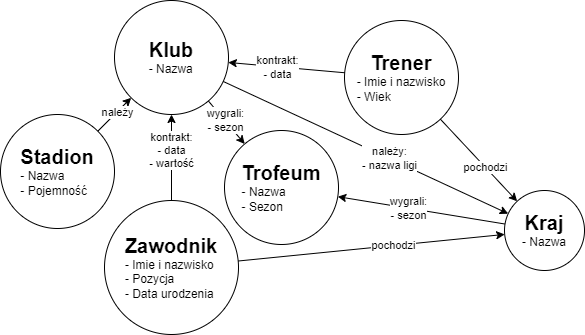 Klub
- Nazwa
kontrakt:
- data
Trener
- Imie i nazwisko
- Wiek
należy
wygrali:
- sezon
kontrakt:
- data
- wartość
Stadion
- Nazwa
- Pojemność
należy:
- nazwa ligi
pochodzi
Trofeum
- Nazwa
- Sezon
wygrali:
- sezon
Kraj
- Nazwa
Zawodnik
- Imie i nazwisko
- Pozycja
- Data urodzenia
pochodzi